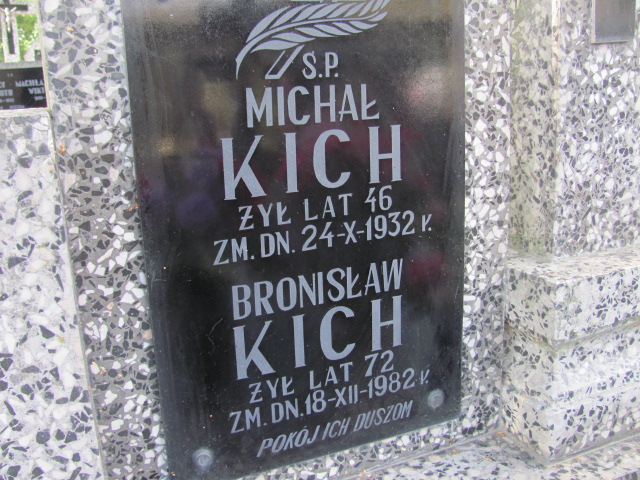 Ś.P.
MICHAŁ
KICH
ŻYŁ LAT 46
ZM. DN. 24-X-1932 r.
BRONISŁAW
KICH
ŻYŁ LAT 72
ZM. DN. 18-XII-1982 r.
POKÓJ ICH DUSZOM